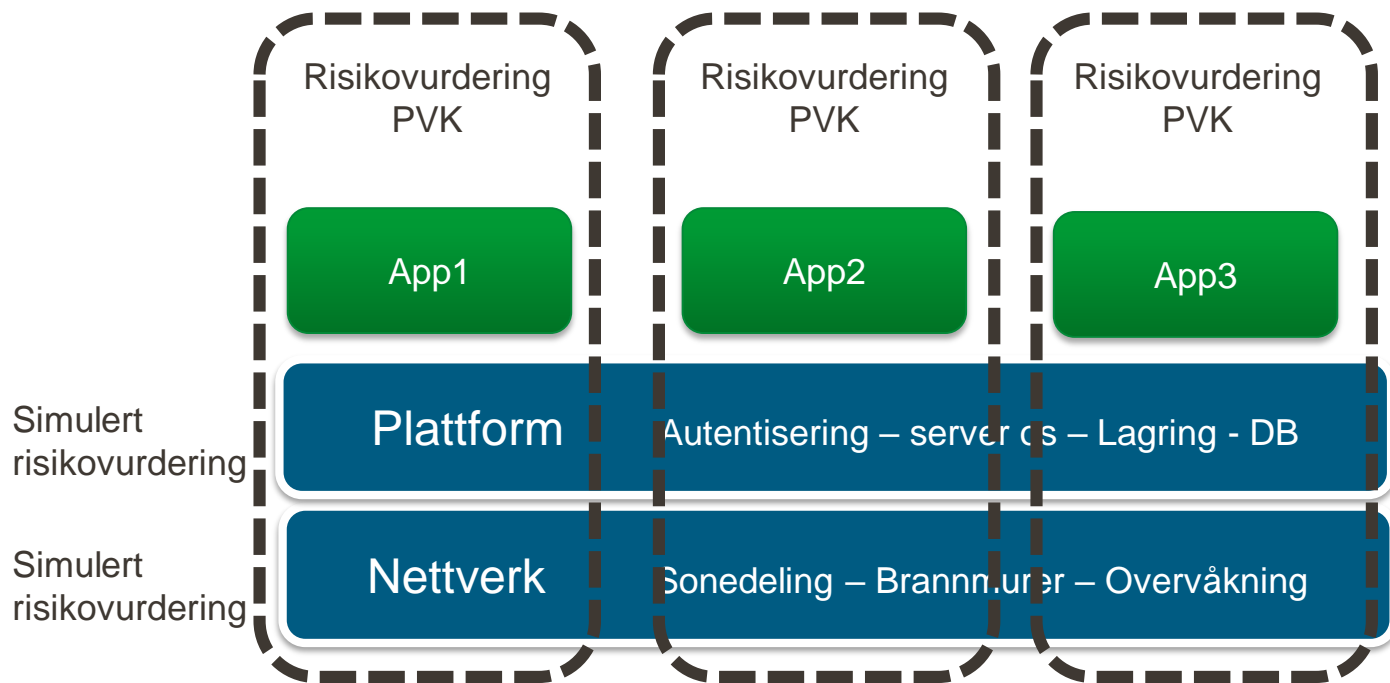 Risikovurdering
PVK
Risikovurdering
PVK
Risikovurdering
PVK
App1
App2
App3
Simulert
risikovurdering
Plattform
Autentisering – server os – Lagring - DB
Simulert
risikovurdering
Nettverk
Sonedeling – Brannmurer – Overvåkning